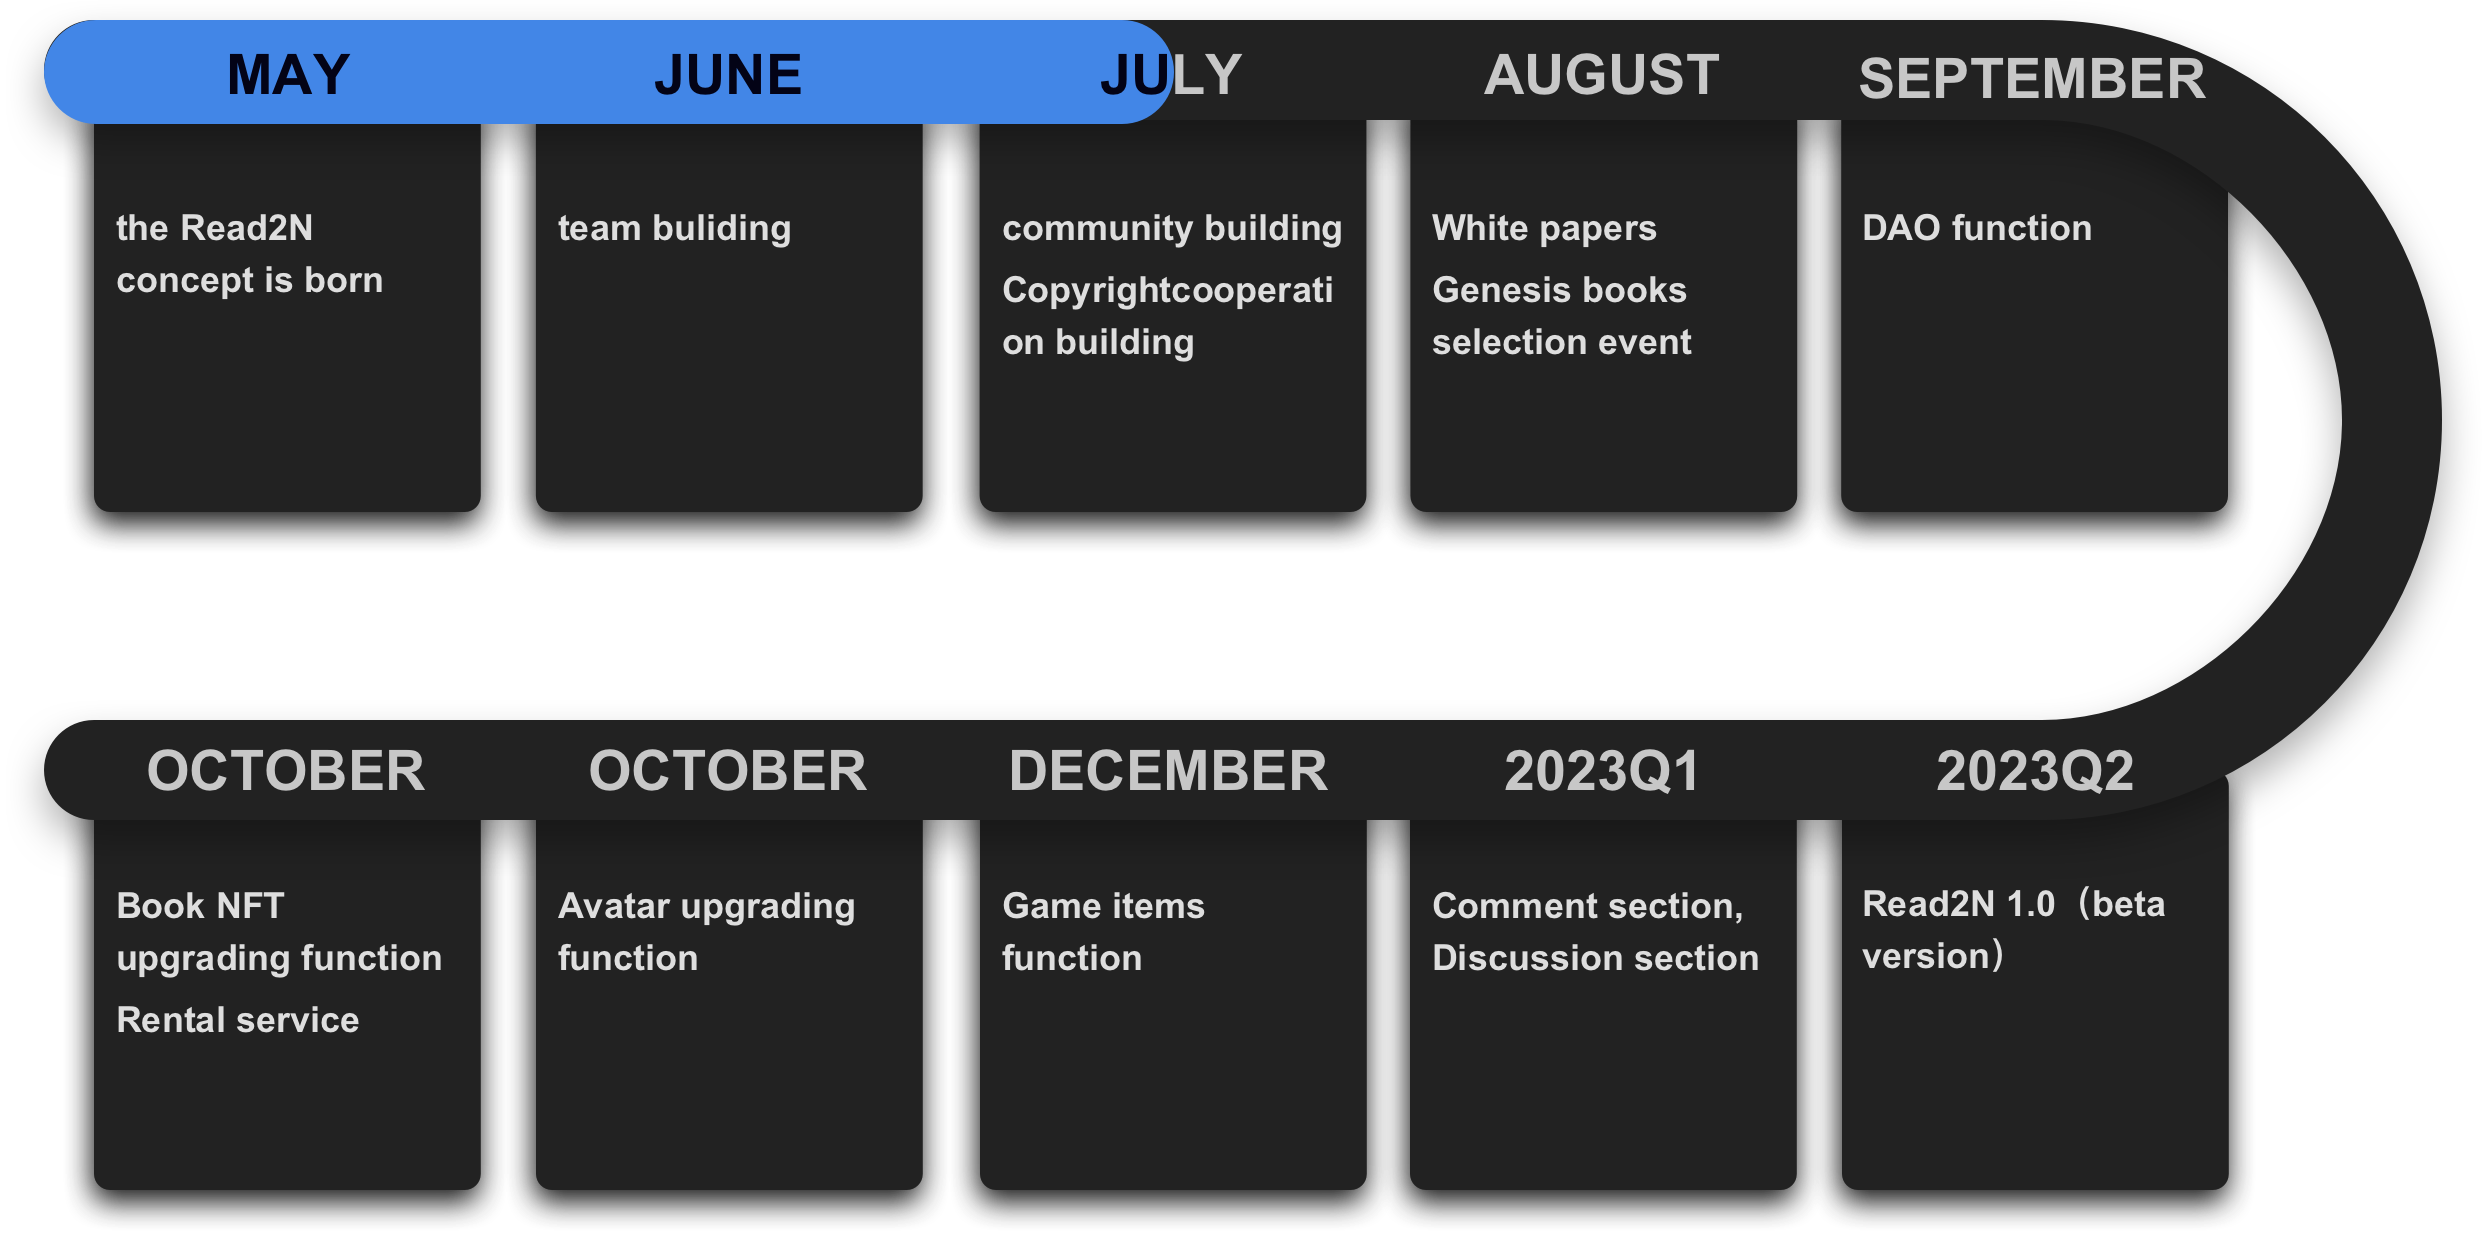 MAY
JUNE
JULY
AUGUST
SEPTEMBER
the Read2N
concept is born
team buliding
community building
Copyrightcooperati
on building
White papers
Genesis books
selection event
DAO function
OCTOBER
OCTOBER
DECEMBER
2023Q1
2023Q2
Book NFT
upgrading function
Rental service
Avatar upgrading
function
Game items
function
Comment section,
Discussion section
Read2N 1.0（beta
version）